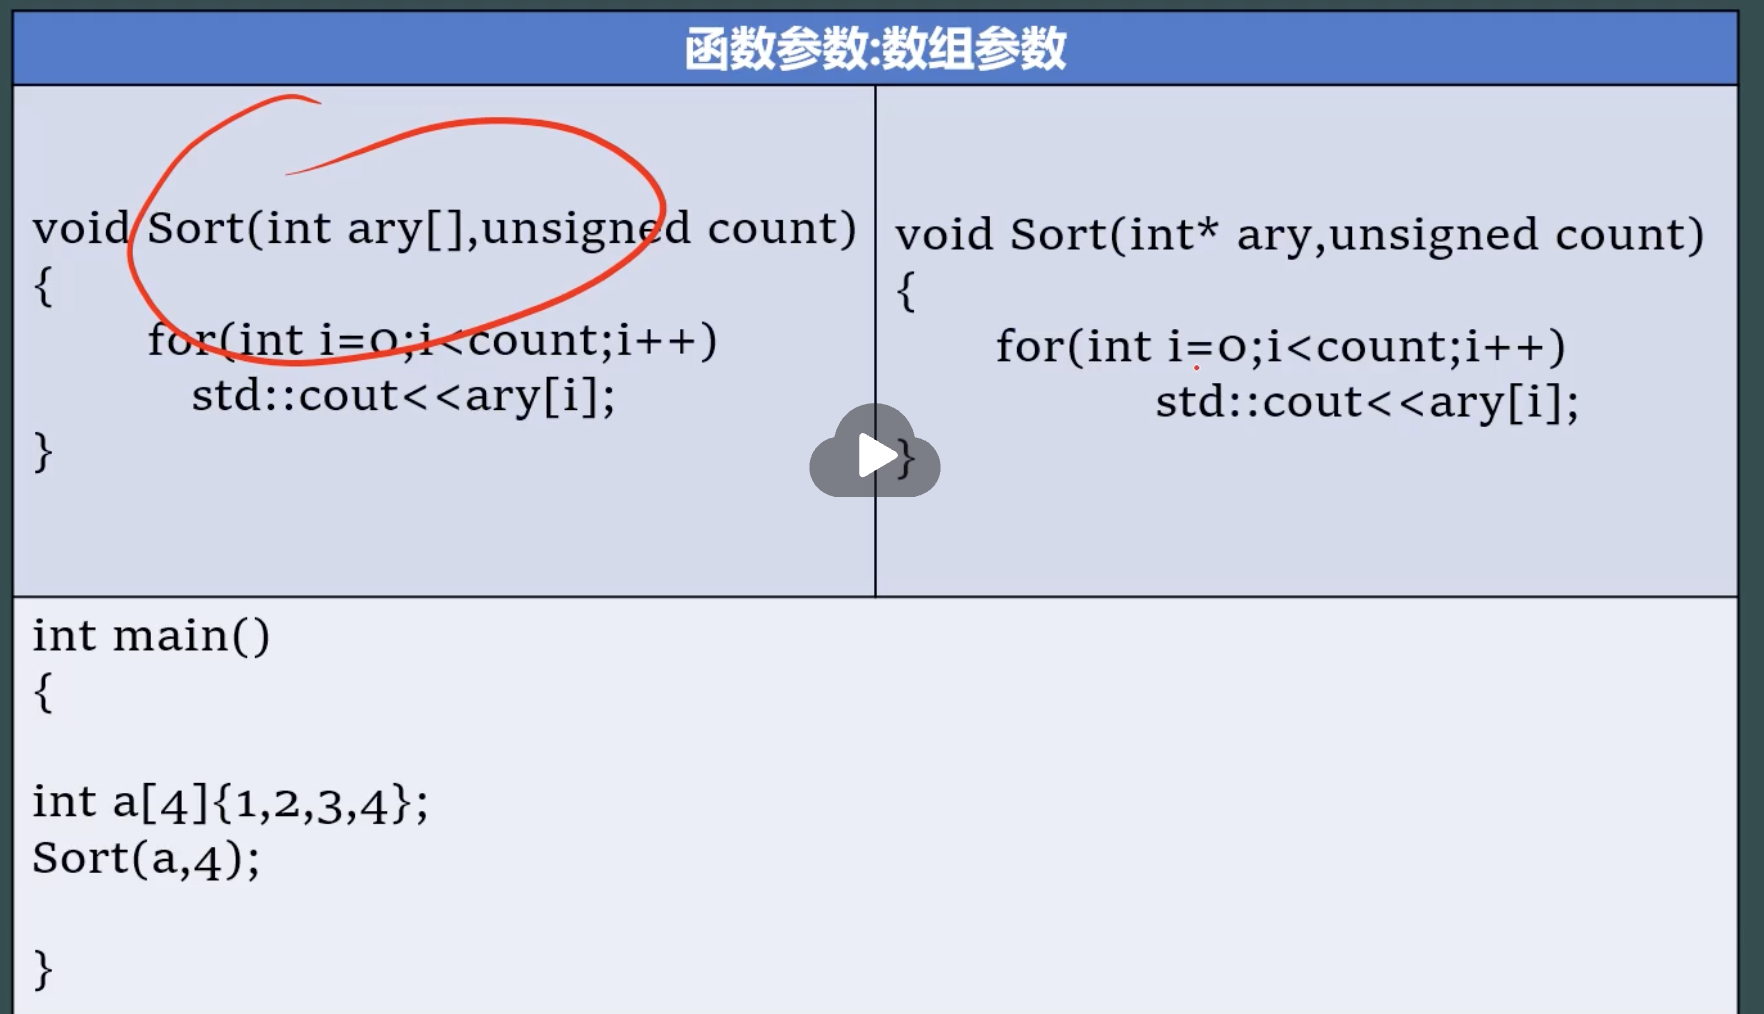 函数参数:数组参数
void Sort(int ary[],unsigned count)
{
for(int i=0;i<count;i++)
std::cout<<ary[i];
}
void Sort(int* ary,unsigned count)
{
for(int i=0;i<count;i++)
std::cout<<ary[i];
}
int main()
{
int a[4]{1,2,3,4};
Sort(a,4);
}